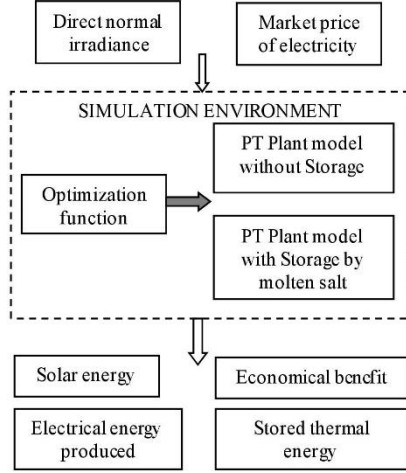 Direct normal
irradiance
Market price
of electricity
SIMULATION ENVIRONMENT
PT Plant model
without Storage
Optimization
function
PT Plant model
with Storage by
molten salt
Solar energy
Economical benefit
Electrical energy
produced
Stored thermal
energy